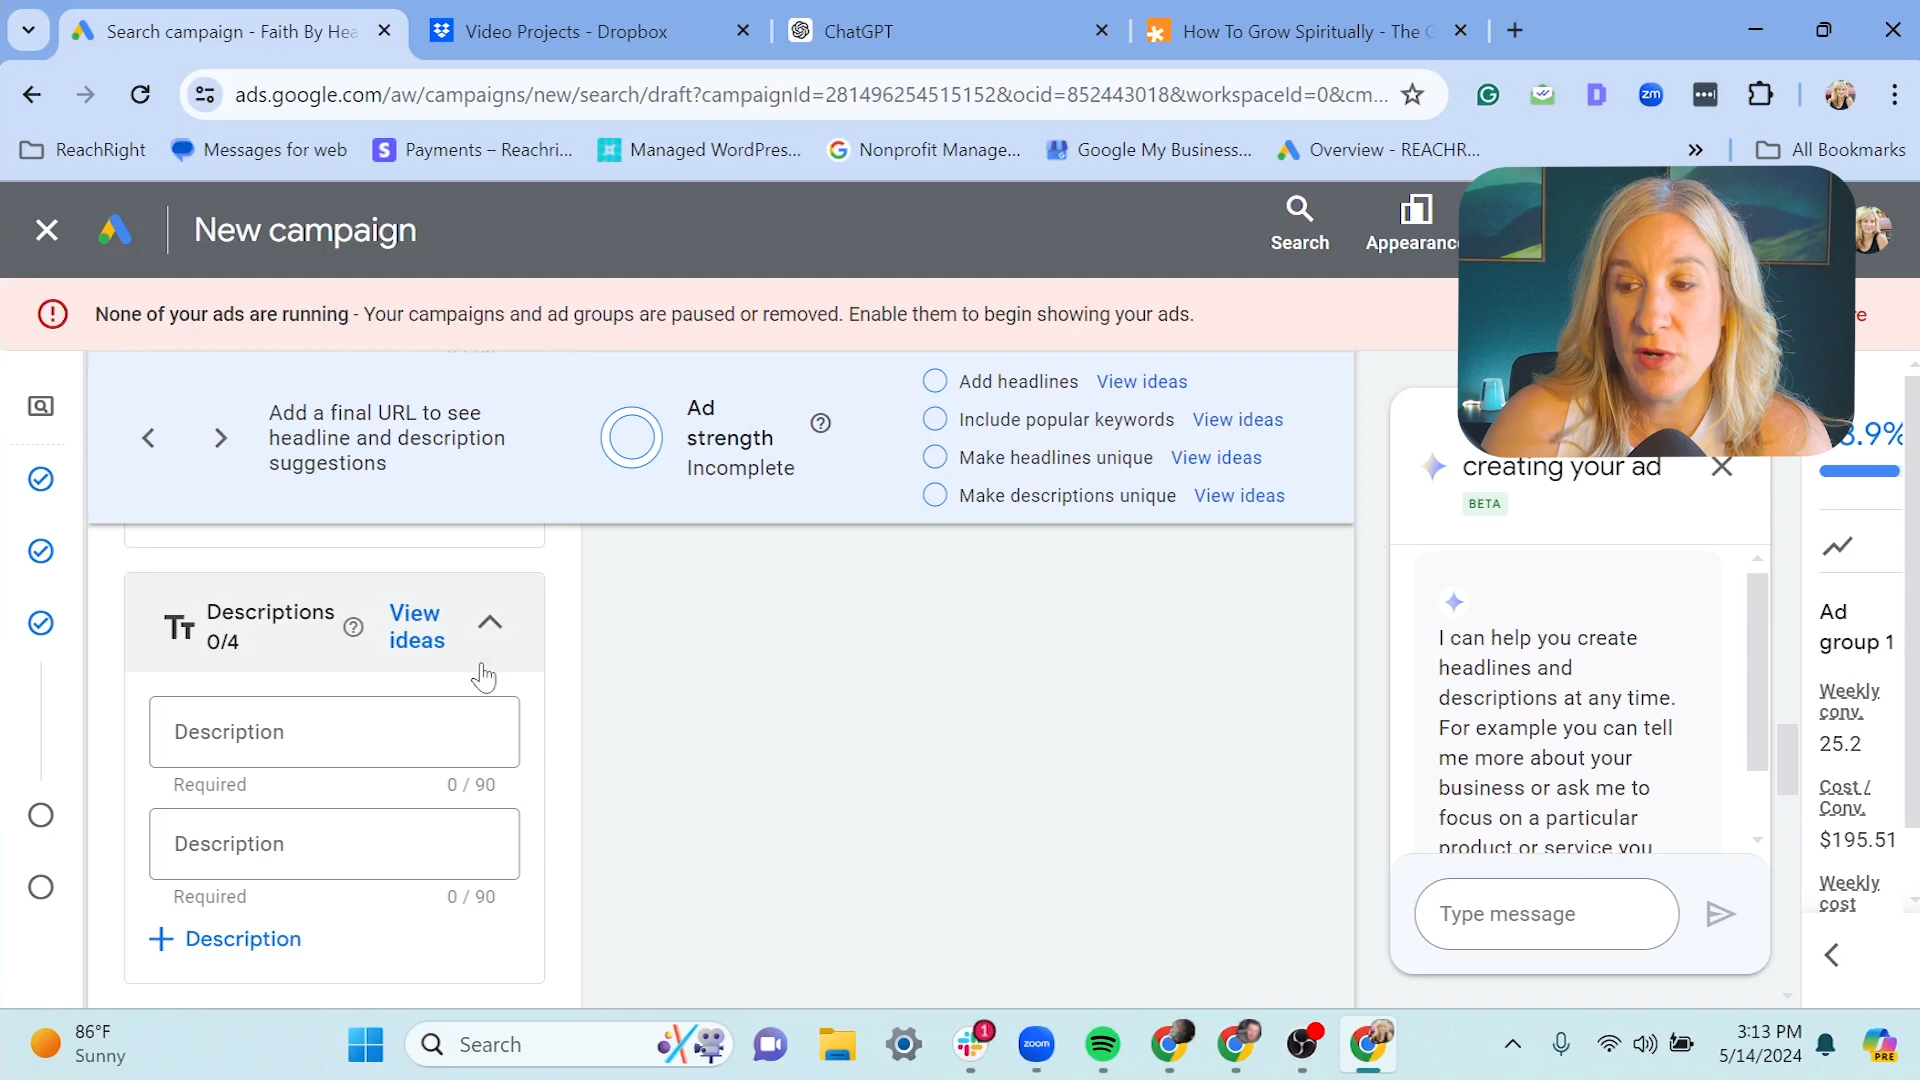 Search campaign - Faith By Hea
Video Projects - Dropbox
ChatGPT
How To Grow Spiritually - The C
ads.google.com/aw/campaigns/new/search/draft?campaignId=281496254515152&ocid=852443018&workspaceId=0&cm...
ReachRight
Messages for web
Payments – Reachri...
Managed WordPres...
Nonprofit Manage...
Google My Business...
Overview - REACHR...
All Bookmarks
New campaign
Search
Appearanc
None of your ads are running - Your campaigns and ad groups are paused or removed. Enable them to begin showing your ads.
Add a final URL to see
headline and description
suggestions
Ad
strength
Incomplete
Add headlines View ideas
Include popular keywords View ideas
Make headlines unique View ideas
Make descriptions unique View ideas
Descriptions
0/4
View
ideas
Description
Required 0 / 90
Description
Required 0 / 90
+ Description
creating your ad
BETA
I can help you create
headlines and
descriptions at any time.
For example you can tell
me more about your
business or ask me to
focus on a particular
product or service you
Type message
8.9%
Ad
group 1
Weekly
conv.
25.2
Cost /
Conv.
$195.51
Weekly
cost
86°F
Sunny
Search
1
zoom
3:13 PM
5/14/2024
PRE